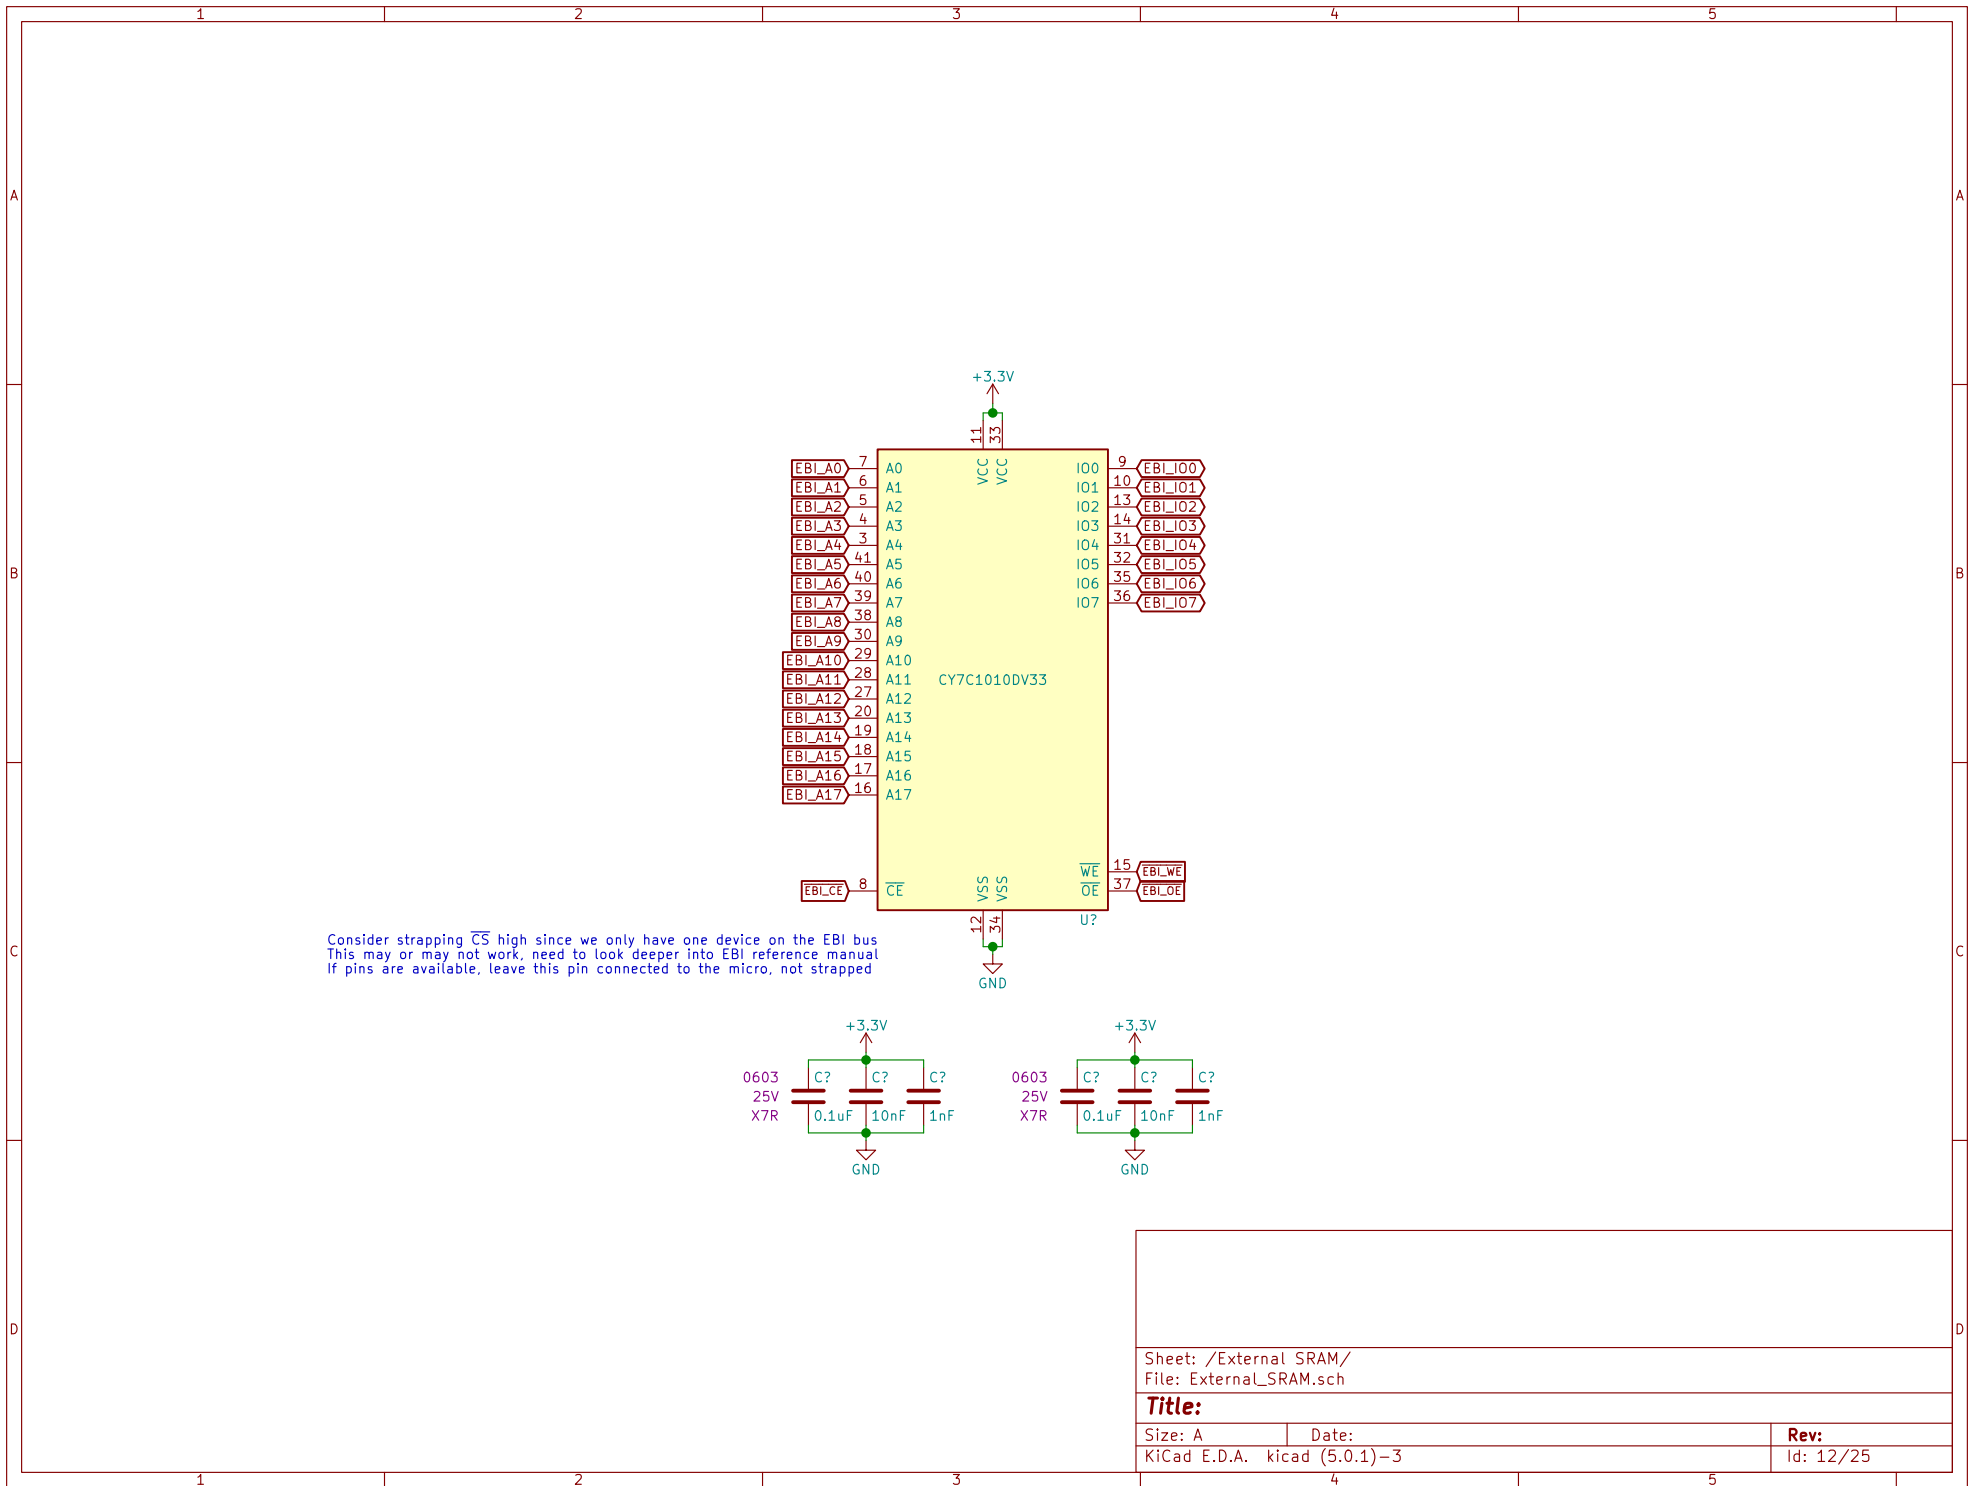 1 2 3 4 5
A A
B B
C C
D D
+3.3V
11 33
VCC VCC
EBI_A0 7 A0 IO0 9 EBI_IO0
EBI_A1 6 A1 IO1 10 EBI_IO1
EBI_A2 5 A2 IO2 13 EBI_IO2
EBI_A3 4 A3 IO3 14 EBI_IO3
EBI_A4 3 A4 IO4 31 EBI_IO4
EBI_A5 41 A5 IO5 32 EBI_IO5
EBI_A6 40 A6 IO6 35 EBI_IO6
EBI_A7 39 A7 IO7 36 EBI_IO7
EBI_A8 38 A8
EBI_A9 30 A9
EBI_A10 29 A10
EBI_A11 28 A11
CY7C1010DV33
EBI_A12 27 A12
EBI_A13 20 A13
EBI_A14 19 A14
EBI_A15 18 A15
EBI_A16 17 A16
EBI_A17 16 A17
WE 15 EBI_WE
EBI_CE 8 CE OE 37 EBI_OE
VSS VSS
12 34
U?
GND
Consider strapping CS high since we only have one device on the EBI bus
This may or may not work, need to look deeper into EBI reference manual
If pins are available, leave this pin connected to the micro, not strapped
+3.3V +3.3V
0603 C? C? C? 0603 C? C? C?
25V 25V
X7R 0.1uF 10nF 1nF X7R 0.1uF 10nF 1nF
GND GND
Sheet: /External SRAM/
File: External_SRAM.sch
Title:
Size: A Date: Rev:
KiCad E.D.A. kicad (5.0.1)-3 Id: 12/25
1 2 3 4 5